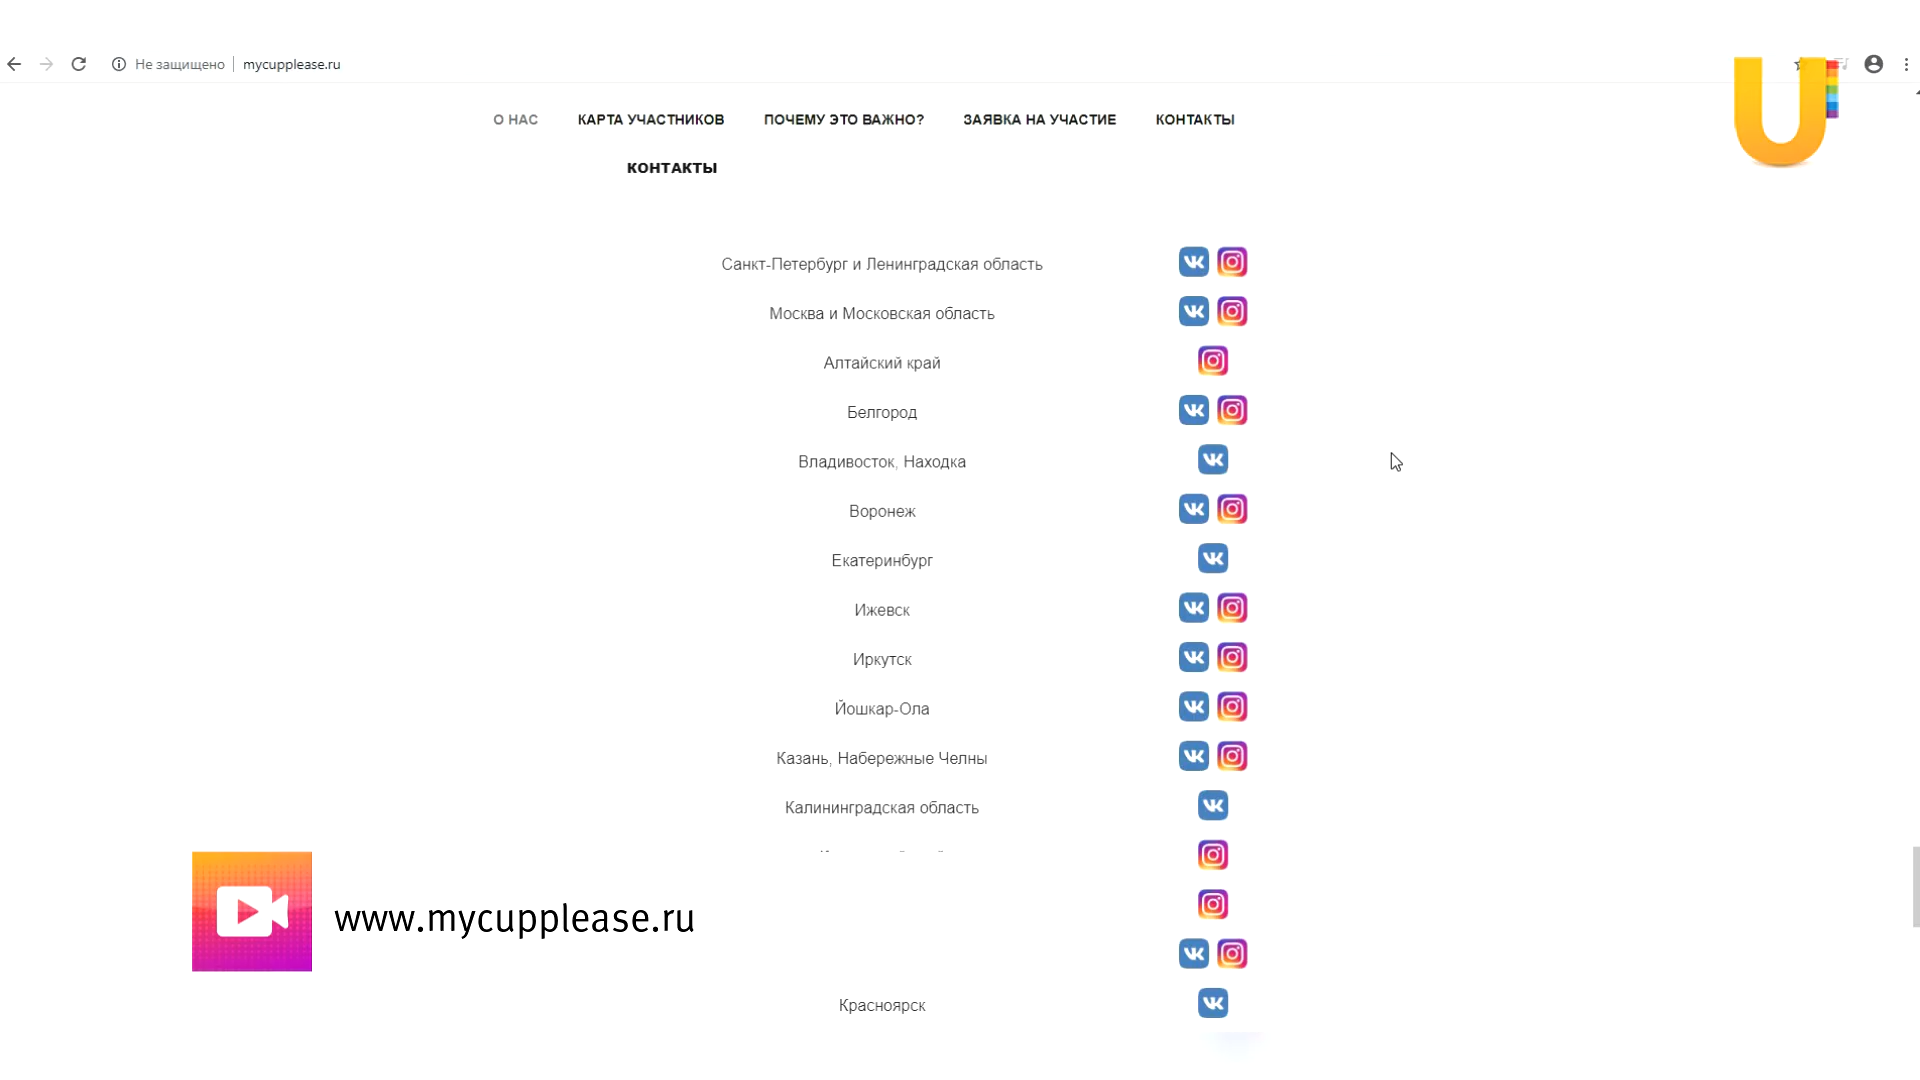 Не защищено mycupplease.ru
О НАС КАРТА УЧАСТНИКОВ ПОЧЕМУ ЭТО ВАЖНО? ЗАЯВКА НА УЧАСТИЕ КОНТАКТЫ
КОНТАКТЫ
Санкт-Петербург и Ленинградская область
Москва и Московская область
Алтайский край
Белгород
Владивосток, Находка
Воронеж
Екатеринбург
Ижевск
Иркутск
Йошкар-Ола
Казань, Набережные Челны
Калининградская область
www.mycupplease.ru
Красноярск
U